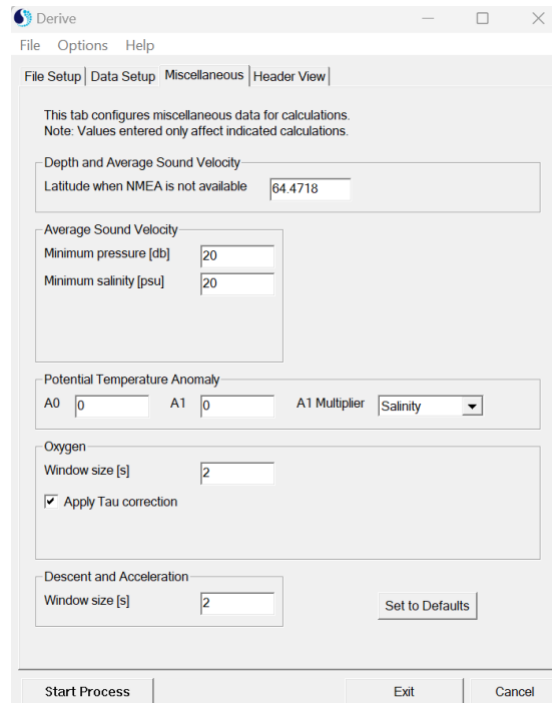 Derive
File Options Help
File Setup Data Setup Miscellaneous Header View
This tab configures miscellaneous data for calculations.
Note: Values entered only affect indicated calculations.
Depth and Average Sound Velocity
Latitude when NMEA is not available 64.4718
Average Sound Velocity
Minimum pressure [db] 20
Minimum salinity [psu] 20
Potential Temperature Anomaly
A0 0 A1 0 A1 Multiplier Salinity
Oxygen
Window size [s] 2
Apply Tau correction
Descent and Acceleration
Window size [s] 2
Set to Defaults
Start Process Exit Cancel